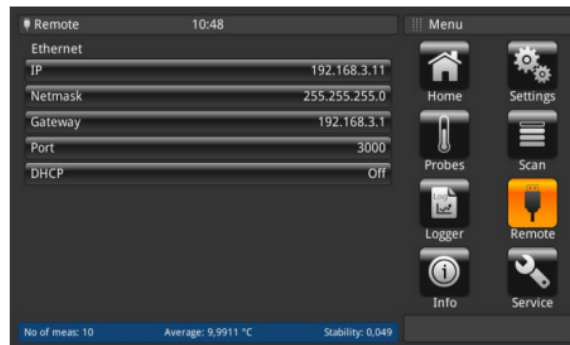 Remote 10:48
Ethernet
IP 192.168.3.11
Netmask 255.255.255.0
Gateway 192.168.3.1
Port 3000
DHCP Off
No of meas: 10 Average: 9,9911 °C Stability: 0,049
Menu
Home Settings
Probes Scan
Log
Logger Remote
Info Service